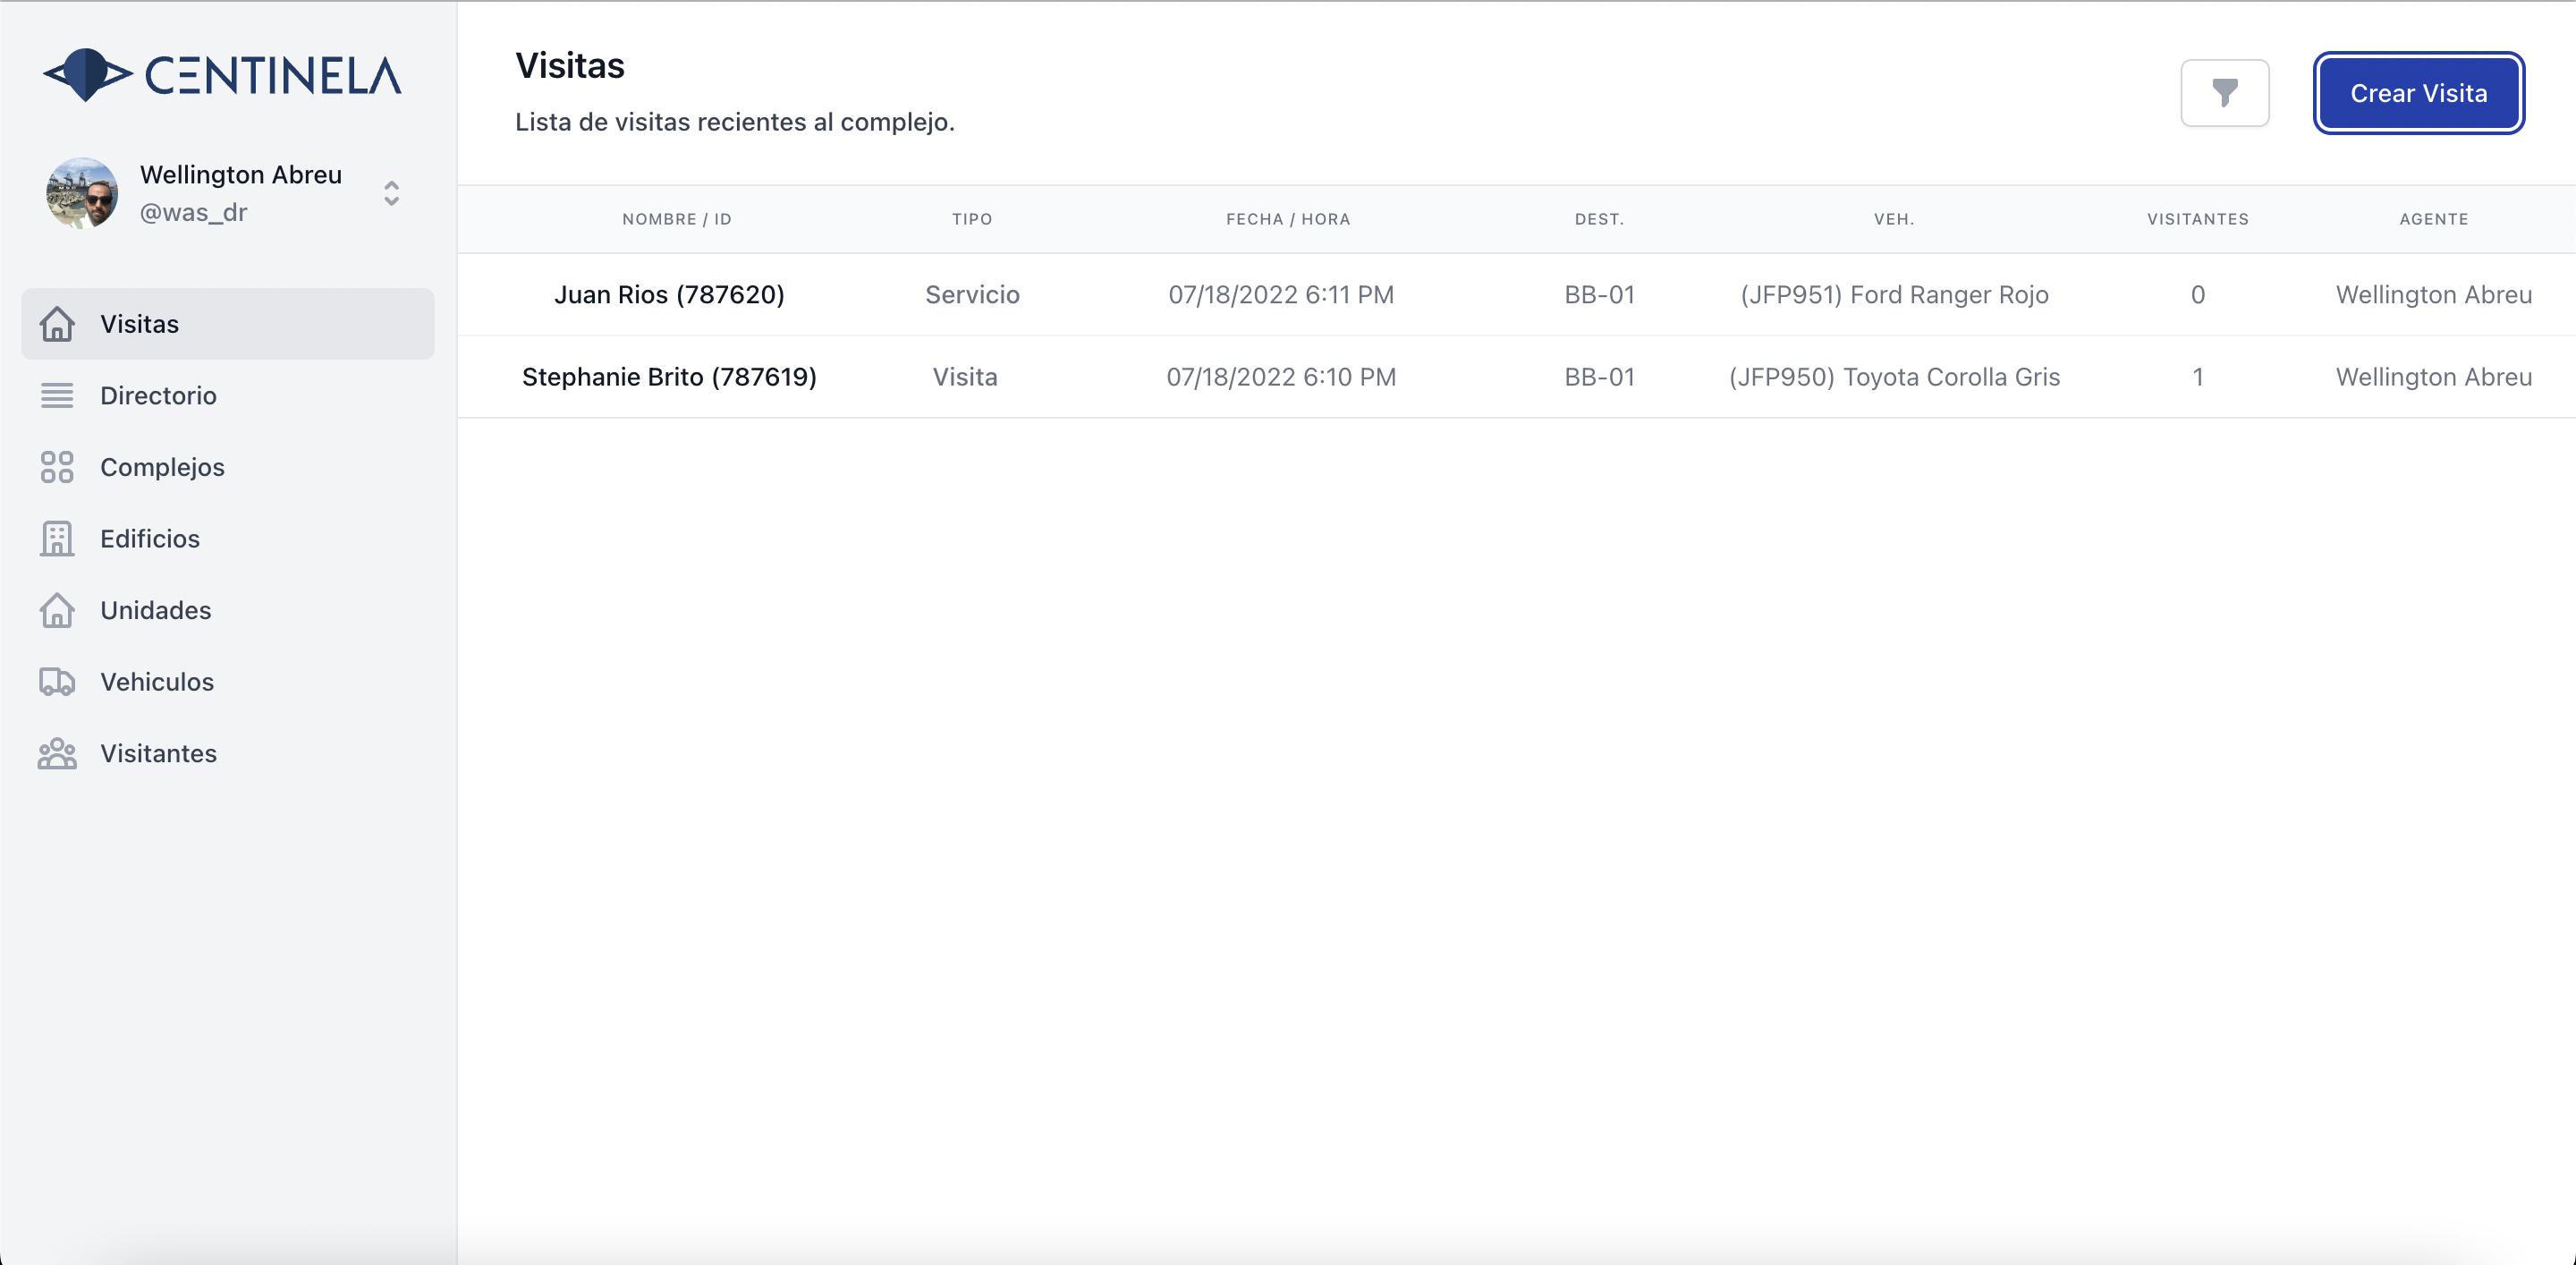 CENTINELA
Wellington Abreu
@was_dr
Visitas
Directorio
Complejos
Edificios
Unidades
Vehiculos
Visitantes
Visitas
Lista de visitas recientes al complejo.
Crear Visita
NOMBRE / ID TIPO FECHA / HORA DEST. VEH. VISITANTES AGENTE
Juan Rios (787620) Servicio 07/18/2022 6:11 PM BB-01 (JFP951) Ford Ranger Rojo 0 Wellington Abreu
Stephanie Brito (787619) Visita 07/18/2022 6:10 PM BB-01 (JFP950) Toyota Corolla Gris 1 Wellington Abreu